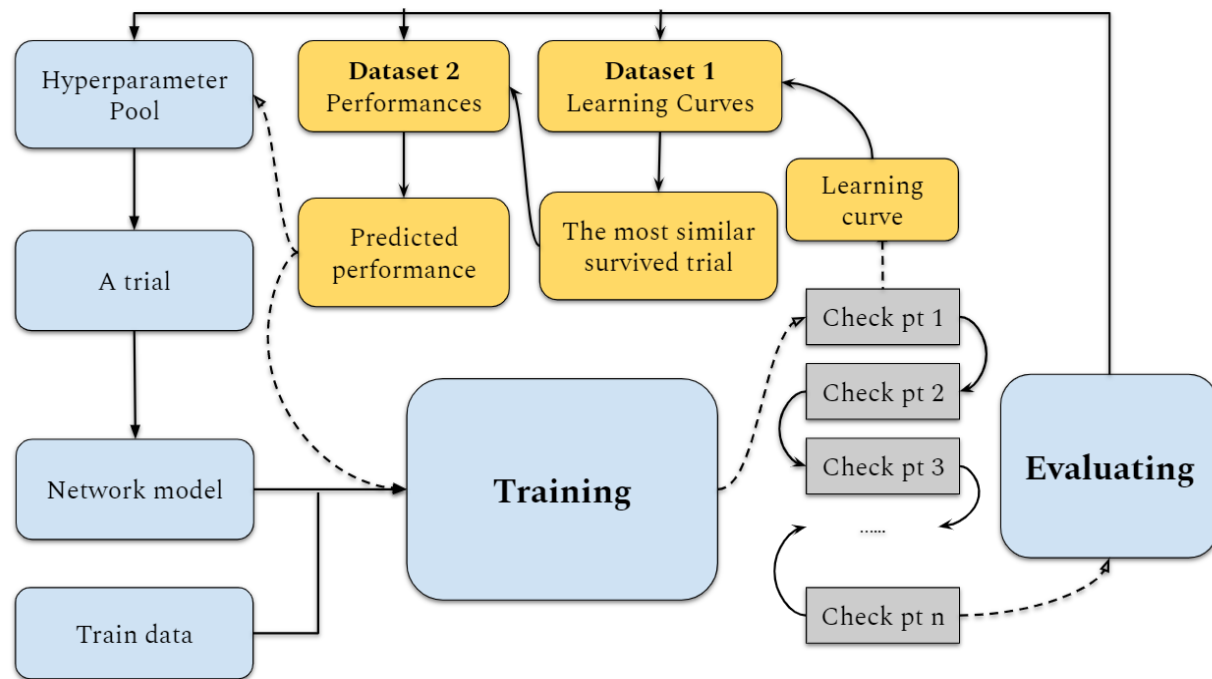 Hyperparameter
Pool
Dataset 2
Performances
Dataset 1
Learning Curves
Learning
curve
A trial
Predicted
performance
The most similar
survived trial
Check pt 1
Check pt 2
Check pt 3
......
Check pt n
Network model
Training
Evaluating
Train data